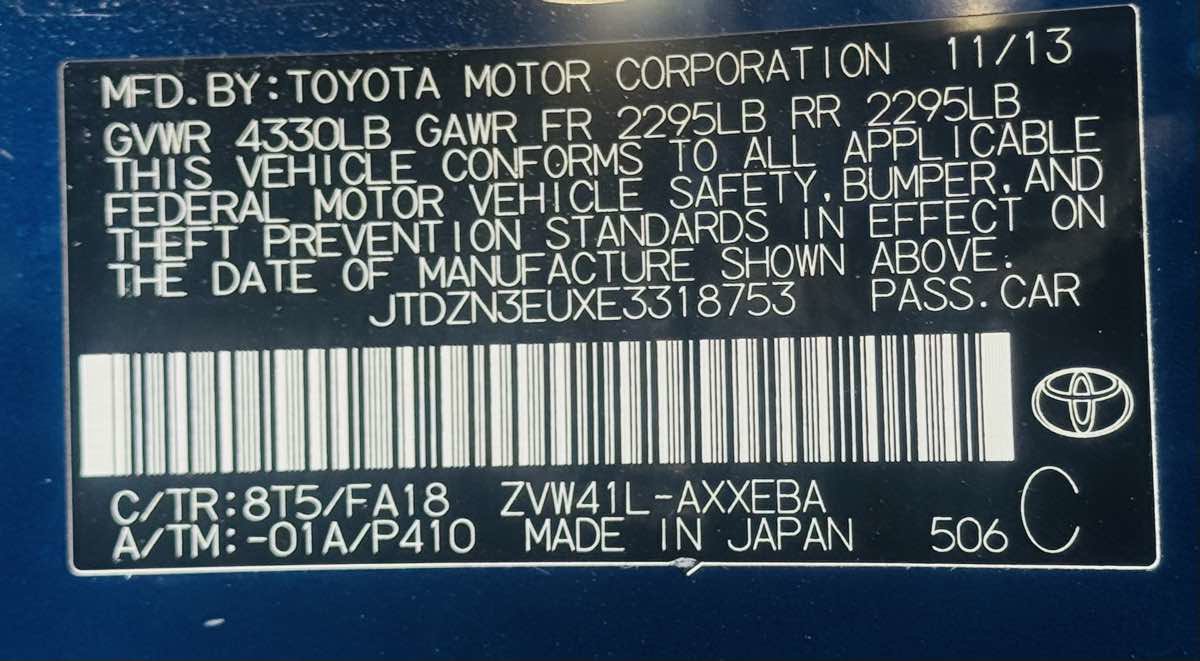 MFD. BY: TOYOTA MOTOR CORPORATION 11/13
GVWR 4330LB GAWR FR 2295LB RR 2295LB
THIS VEHICLE CONFORMS TO ALL APPLICABLE
FEDERAL MOTOR VEHICLE SAFETY, BUMPER, AND
THEFT PREVENTION STANDARDS IN EFFECT ON
THE DATE OF MANUFACTURE SHOWN ABOVE.
JTDZN3EUXE3318753 PASS. CAR
C/TR: 8T5/FA18 ZVW41L-AXXEBA
A/TM: -01A/P410 MADE IN JAPAN 506 C